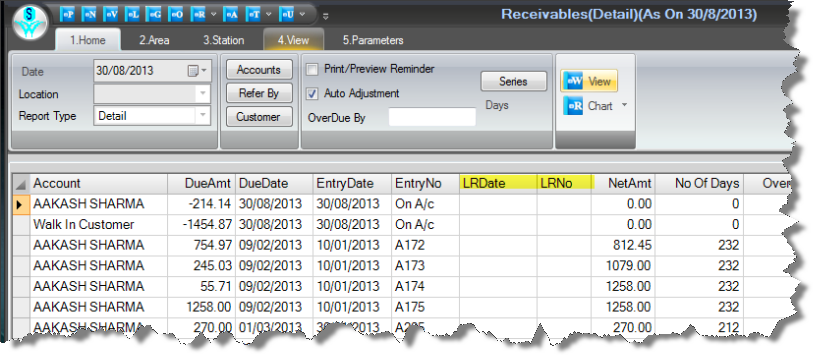 P N V L G O R A T U
Receivables(Detail)(As On 30/8/2013)
1.Home 2.Area 3.Station 4.View 5.Parameters
Date 30/08/2013 Accounts Print/Preview Reminder Series View
Location Refer By Auto Adjustment Days Chart
Report Type Detail Customer OverDue By
Account DueAmt DueDate EntryDate EntryNo LRDate LRNo NetAmt No Of Days Over
AAKASH SHARMA -214.14 30/08/2013 30/08/2013 On A/c 0.00 0
Walk In Customer -1454.87 30/08/2013 30/08/2013 On A/c 0.00 0
AAKASH SHARMA 754.97 09/02/2013 10/01/2013 A172 812.45 232
AAKASH SHARMA 245.03 09/02/2013 10/01/2013 A173 1079.00 232
AAKASH SHARMA 55.71 09/02/2013 10/01/2013 A174 1258.00 232
AAKASH SHARMA 1258.00 09/02/2013 10/01/2013 A175 1258.00 232
AAKASH SHARMA 270.00 01/03/2013 270.00 212